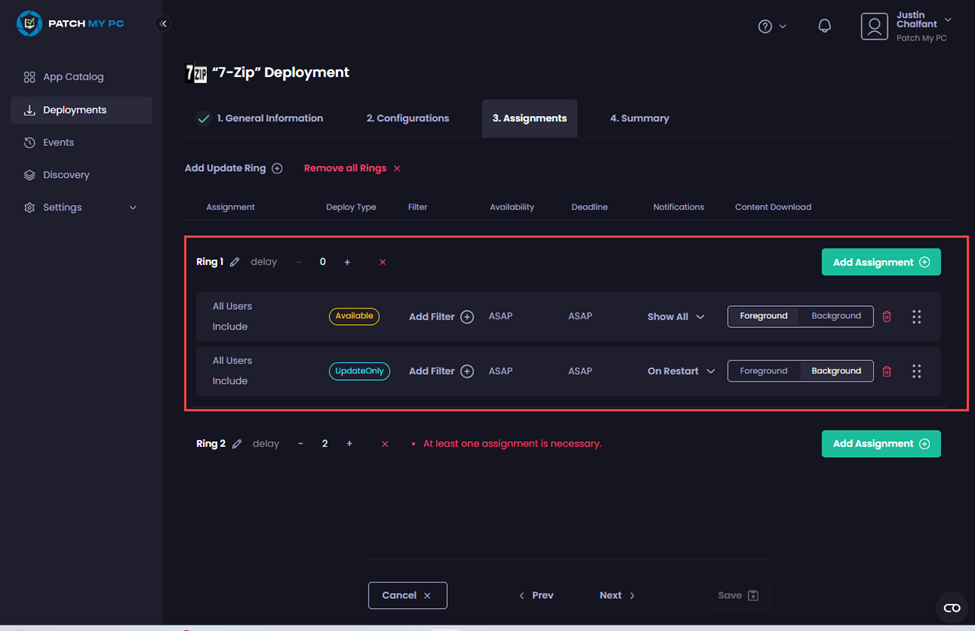 PATCH MY PC
Justin Chalfant
Patch My PC
App Catalog
Deployments
Events
Discovery
Settings
7ZIP "7-Zip" Deployment
1. General Information 2. Configurations 3. Assignments 4. Summary
Add Update Ring Remove all Rings
Assignment Deploy Type Filter Availability Deadline Notifications Content Download
Ring 1 delay - 0 + Add Assignment
All Users
Include
Available Add Filter ASAP ASAP Show All Foreground Background
All Users
Include
UpdateOnly Add Filter ASAP ASAP On Restart Foreground Background
Ring 2 delay - 2 + • At least one assignment is necessary. Add Assignment
Cancel Prev Next Save